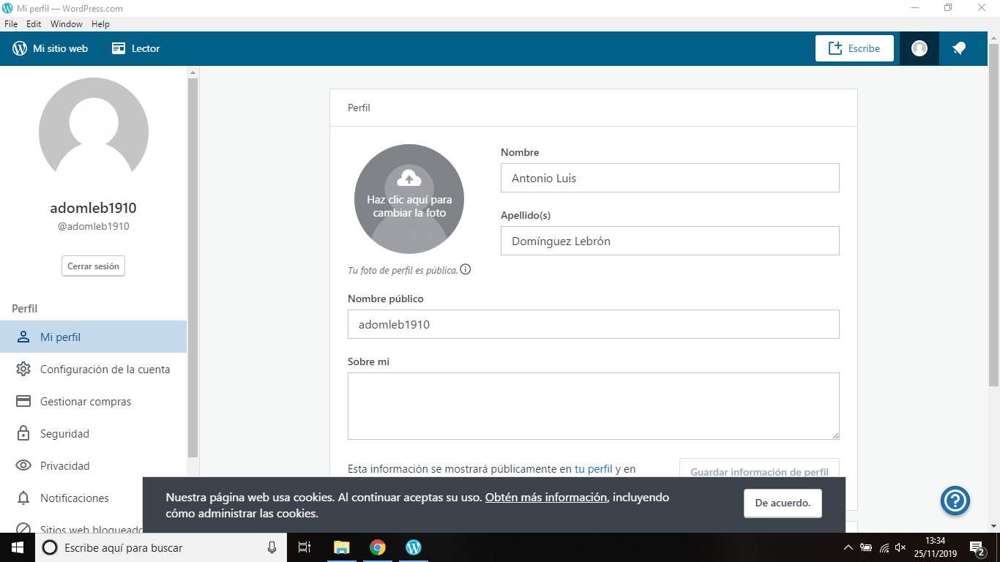 Mi perfil — WordPress.com
File Edit Window Help
Mi sitio web Lector Escribe
adomleb1910
@adomleb1910
Cerrar sesión
Perfil
Mi perfil
Configuración de la cuenta
Gestionar compras
Seguridad
Privacidad
Notificaciones
Sitios web bloqueado
Perfil
Haz clic aquí para
cambiar la foto
Tu foto de perfil es pública.
Nombre
Antonio Luis
Apellido(s)
Domínguez Lebrón
Nombre público
adomleb1910
Sobre mi
Esta información se mostrará públicamente en tu perfil y en
Guardar información de perfil
Nuestra página web usa cookies. Al continuar aceptas su uso. Obtén más información, incluyendo
cómo administrar las cookies.
De acuerdo.
Escribe aquí para buscar
13:34
25/11/2019
2